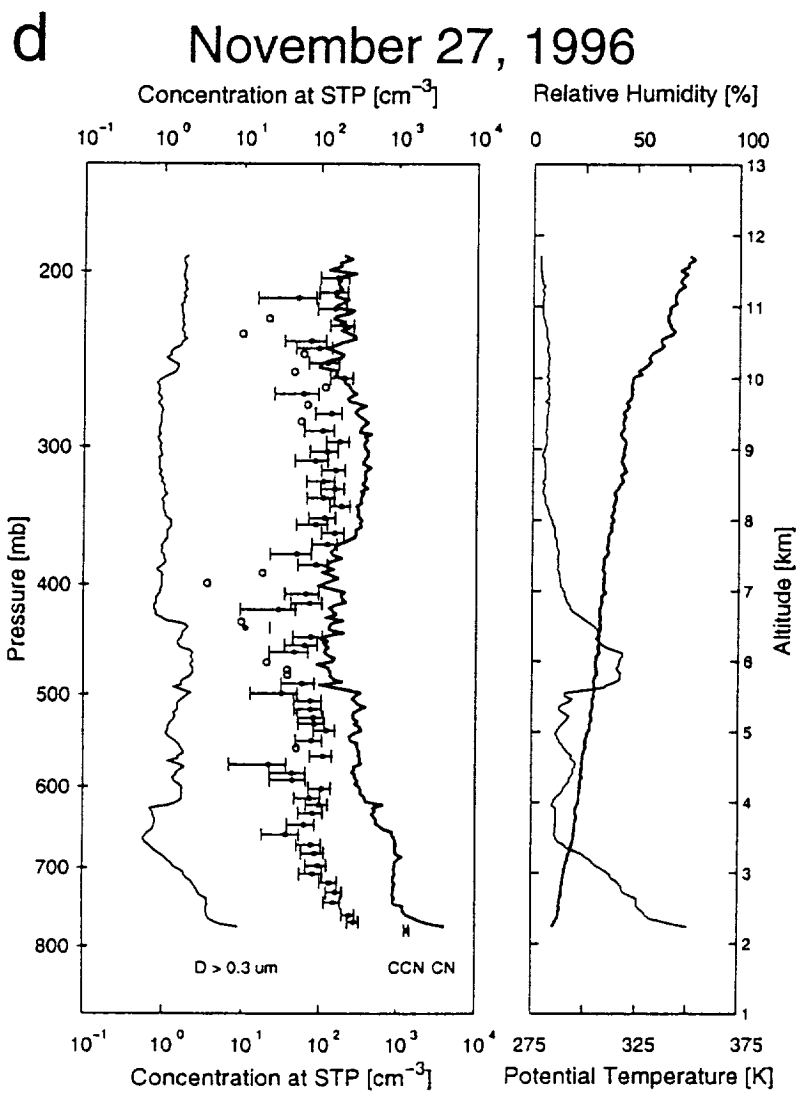 d November 27, 1996
Concentration at STP [cm⁻³] Relative Humidity [%]
10⁻¹ 10⁰ 10¹ 10² 10³ 10⁴ 0 50 100
13
12
200
11
10
300
9
8
Pressure [mb]
400
7
Altitude [km]
6
500
5
600
4
700
3
800
2
D > 0.3 um CCN CN
1
10⁻¹ 10⁰ 10¹ 10² 10³ 10⁴ 275 325 375
Concentration at STP [cm⁻³] Potential Temperature [K]